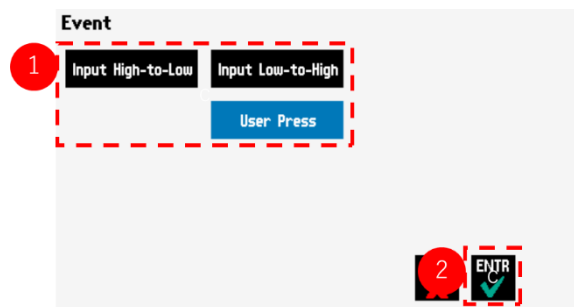 Event
1
Input High-to-Low Input Low-to-High
User Press
2
ENTR
C